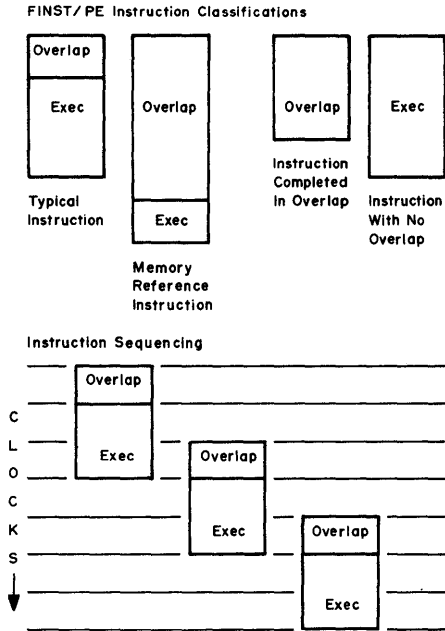 FINST/PE Instruction Classifications
Overlap
Exec
Typical
Instruction
Overlap
Exec
Memory
Reference
Instruction
Overlap
Instruction
Completed
In Overlap
Exec
Instruction
With No
Overlap
Instruction Sequencing
CLOCKS
Overlap
Exec
Overlap
Exec
Overlap
Exec